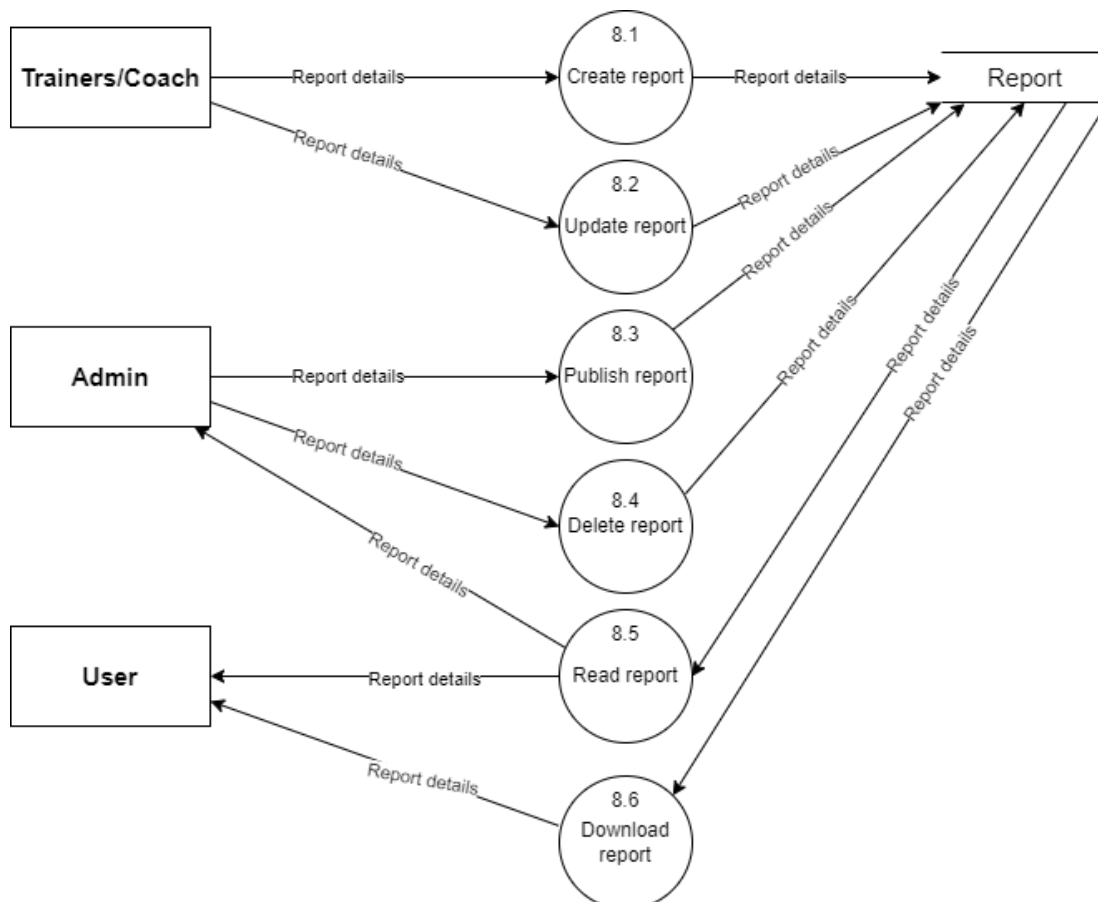 8.1
Trainers/Coach
Report details
Create report
Report details
Report
Report details
8.2
Update report
Report details
Report details
8.3
Admin
Report details
Publish report
Report details
Report details
Report details
Report details
8.4
Delete report
Report details
8.5
User
Report details
Read report
Report details
8.6
Download
report